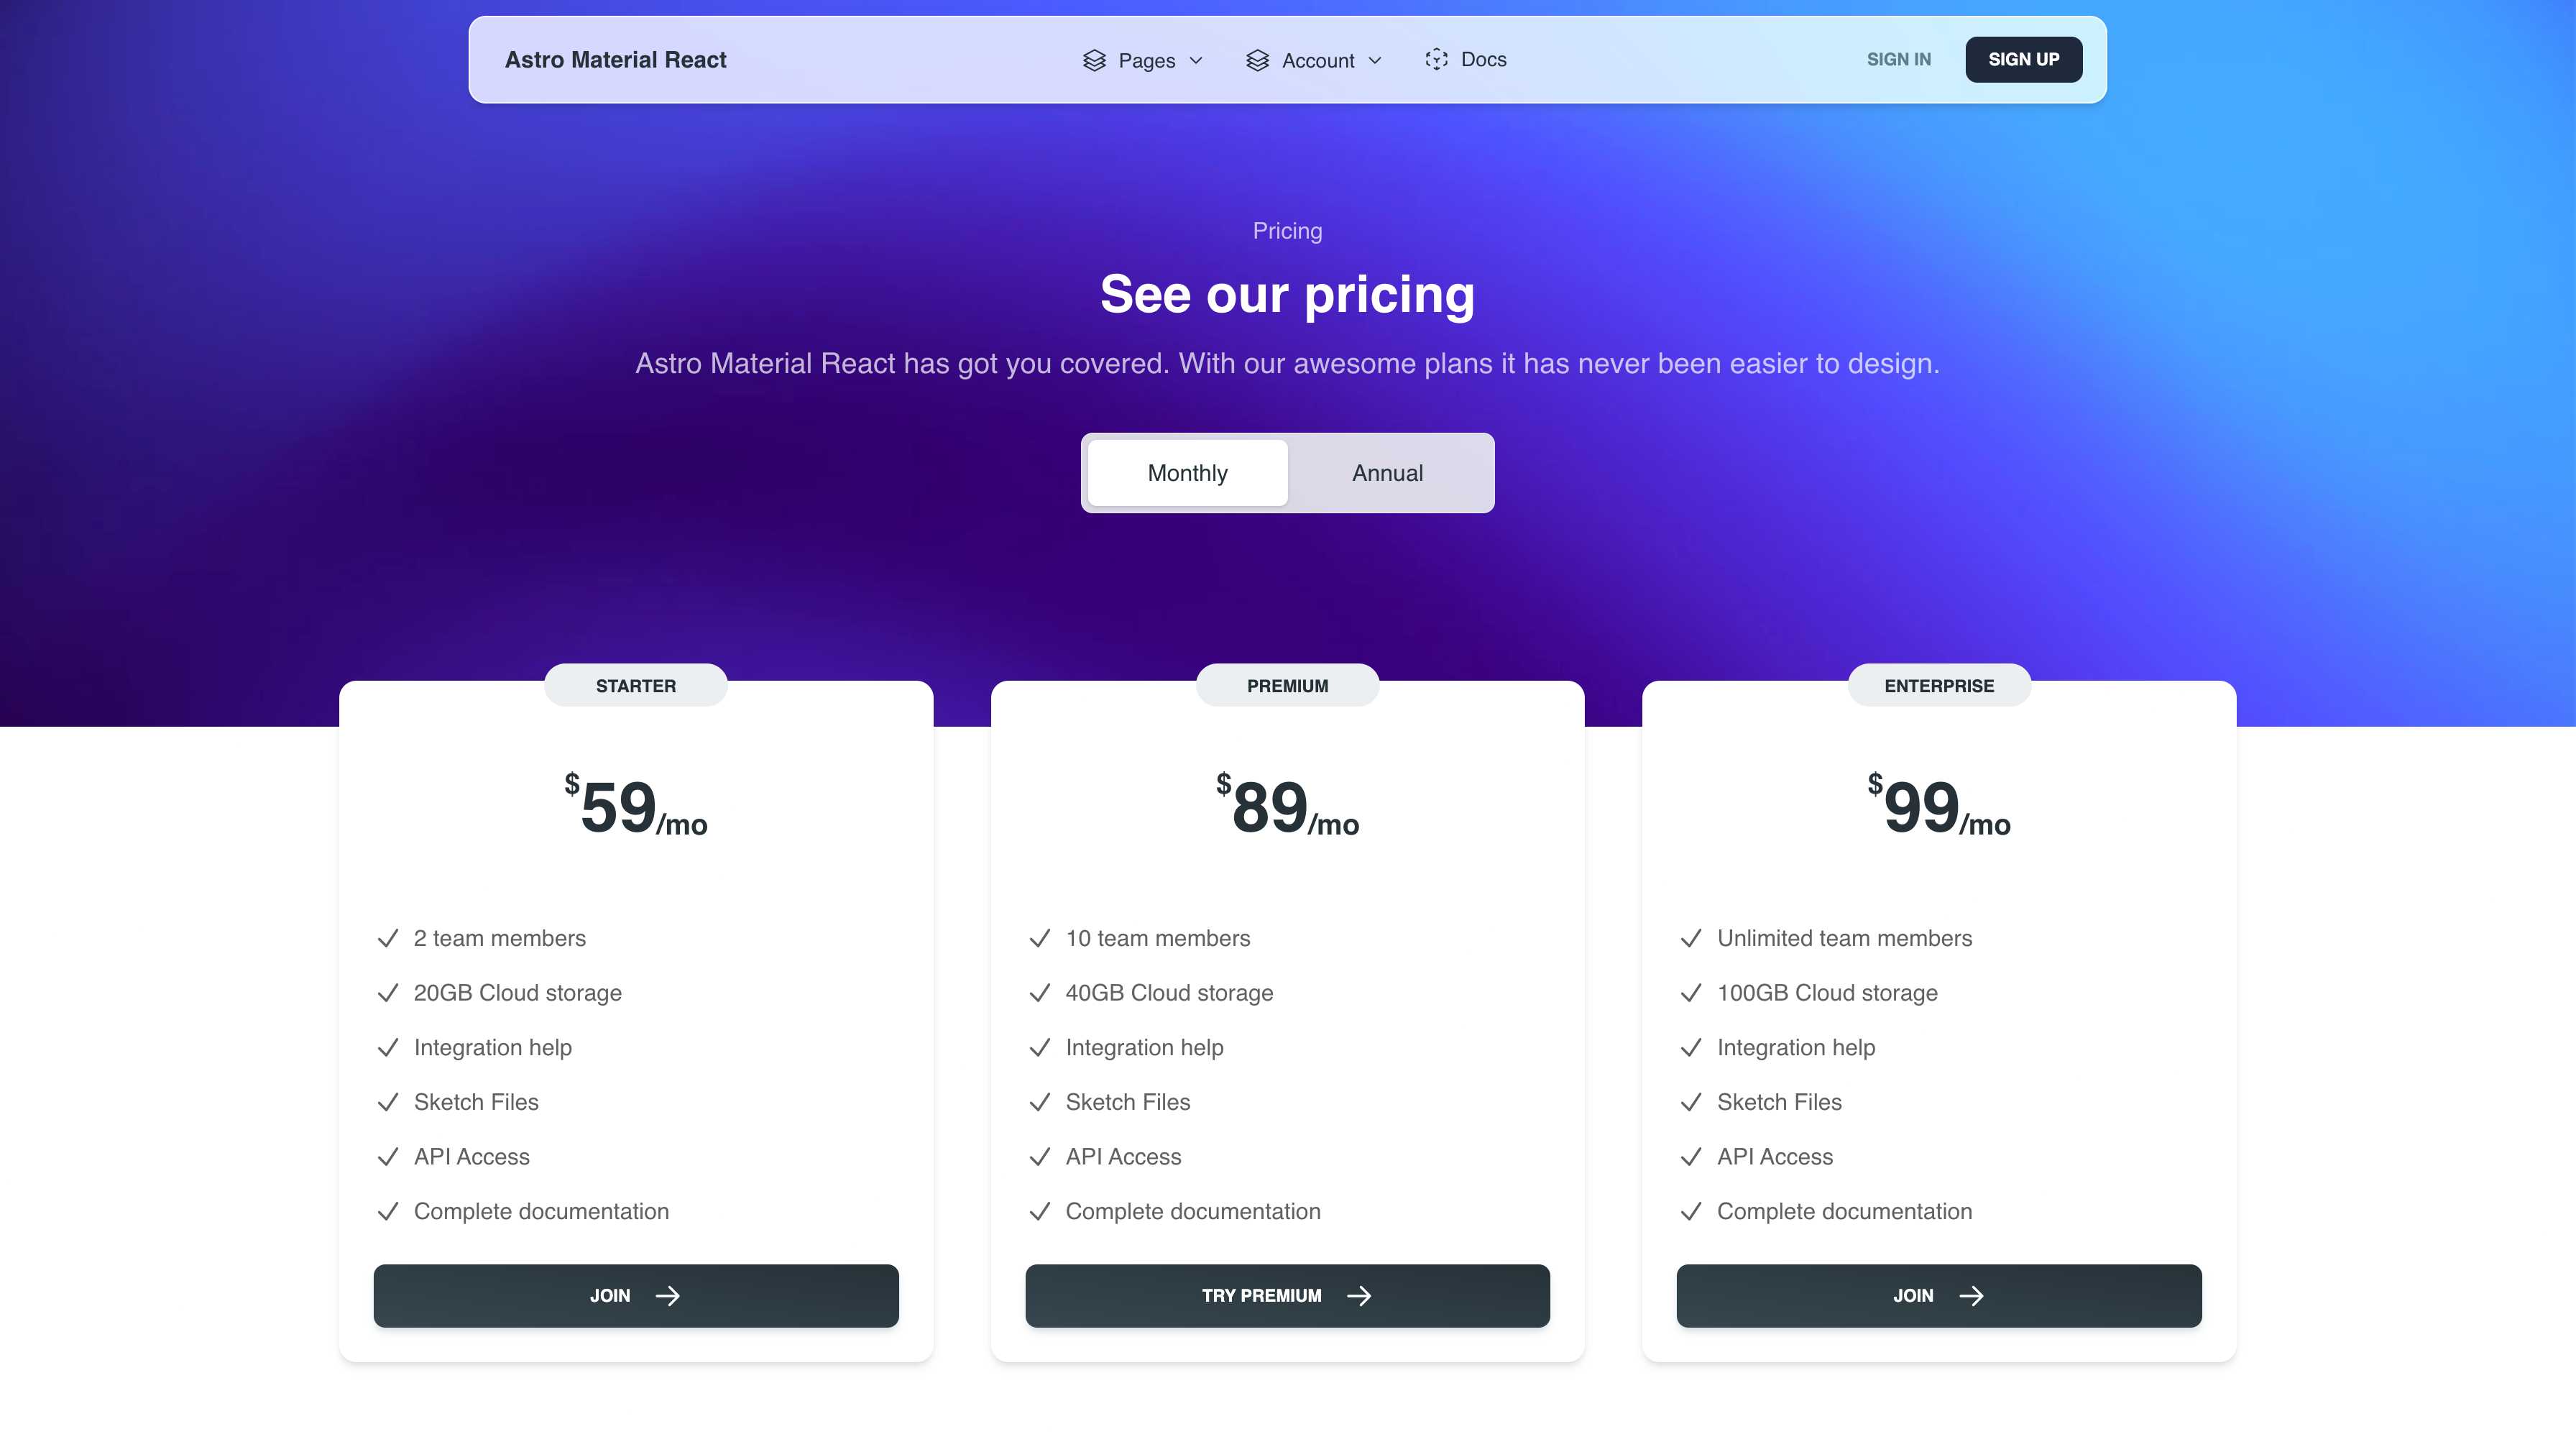 Astro Material React
Pages
Account
Docs
SIGN IN
SIGN UP
Pricing
See our pricing
Astro Material React has got you covered. With our awesome plans it has never been easier to design.
Monthly
Annual
STARTER
$59/mo
2 team members
20GB Cloud storage
Integration help
Sketch Files
API Access
Complete documentation
JOIN
PREMIUM
$89/mo
10 team members
40GB Cloud storage
Integration help
Sketch Files
API Access
Complete documentation
TRY PREMIUM
ENTERPRISE
$99/mo
Unlimited team members
100GB Cloud storage
Integration help
Sketch Files
API Access
Complete documentation
JOIN